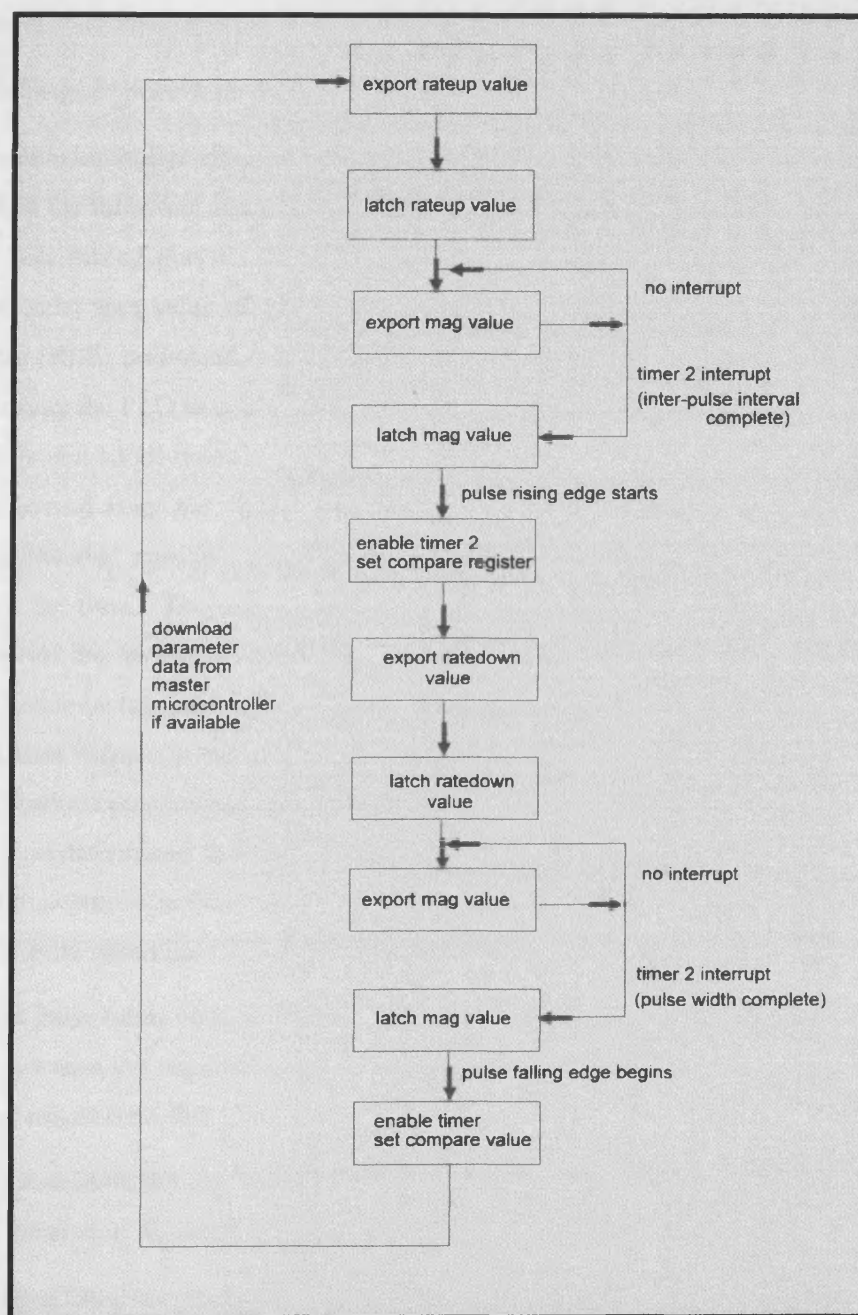 export rateup value
latch rateup value
no interrupt
export mag value
timer 2 interrupt
(inter-pulse interval
complete)
latch mag value
pulse rising edge starts
enable timer 2
set compare register
download
parameter
data from
master
microcontroller
if available
export ratedown
value
latch ratedown
value
no interrupt
export mag value
timer 2 interrupt
(pulse width complete)
latch mag value
pulse falling edge begins
enable timer
set compare value